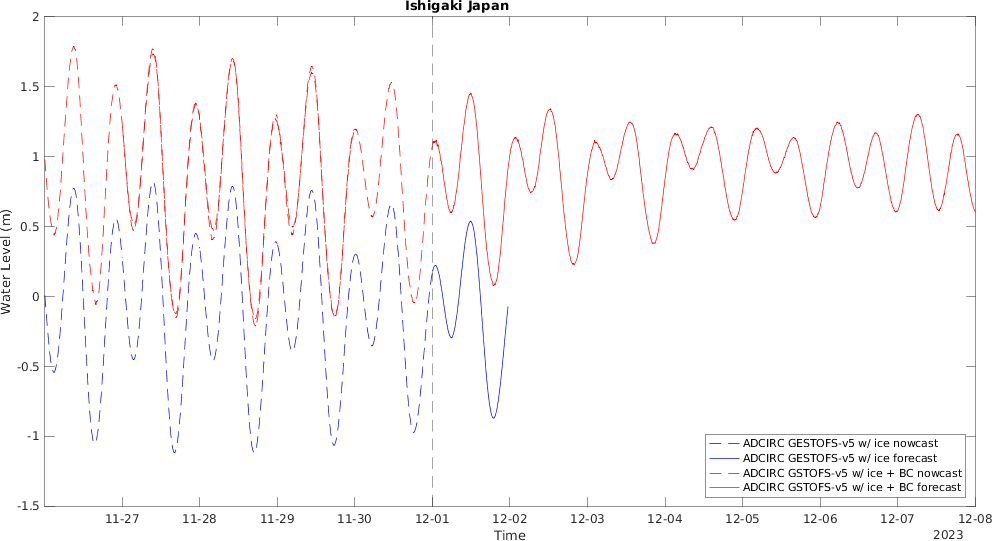 Ishigaki Japan
2
1.5
1
0.5
0
-0.5
-1
-1.5
Water Level (m)
ADCIRC GESTOFS-v5 w/ ice nowcast
ADCIRC GESTOFS-v5 w/ ice forecast
ADCIRC GSTOFS-v5 w/ ice + BC nowcast
ADCIRC GSTOFS-v5 w/ ice + BC forecast
11-27 11-28 11-29 11-30 12-01 12-02 12-03 12-04 12-05 12-06 12-07 12-08
Time
2023